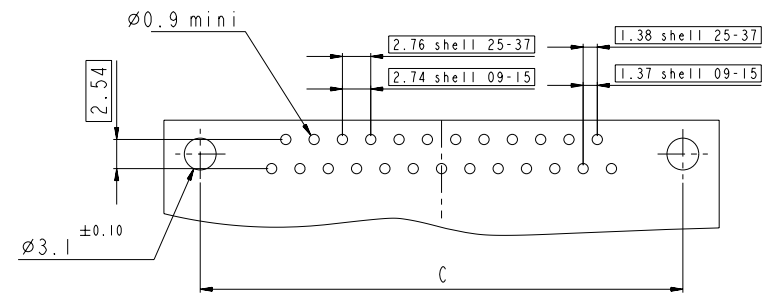 Ø0.9 mini
2.76 shell 25-37
1.38 shell 25-37
2.74 shell 09-15
1.37 shell 09-15
2.54
Ø3.1 ±0.10
C